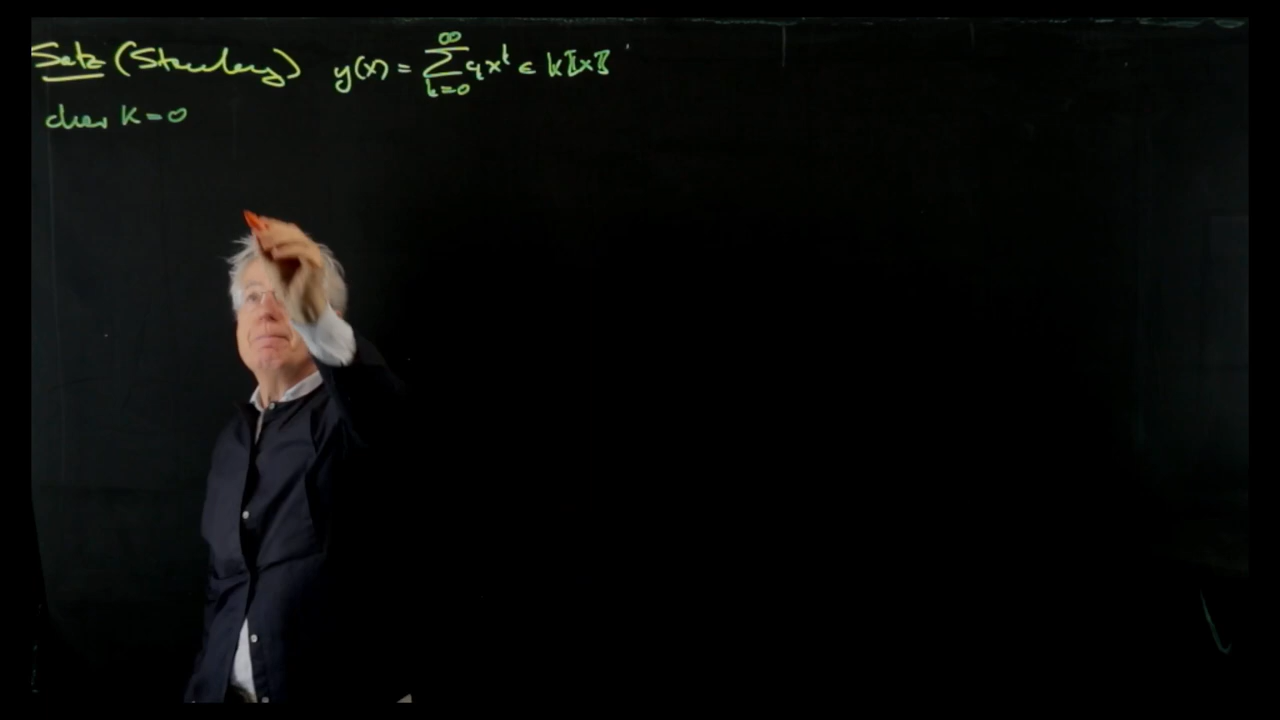 Satz (Stanley) y(x) = ∑_{k=0}^{∞} c_k x^k ∈ K⟦x⟧
char K = 0